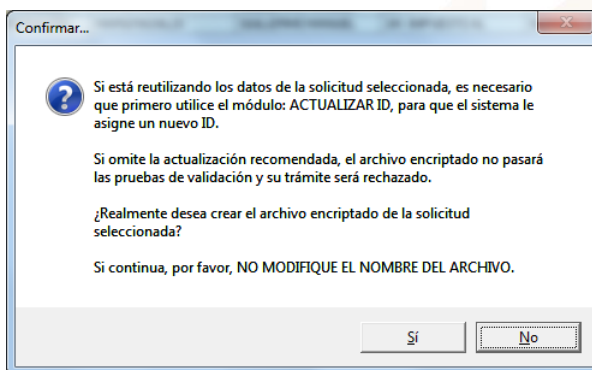 Confirmar...
Si está reutilizando los datos de la solicitud seleccionada, es necesario
que primero utilice el módulo: ACTUALIZAR ID, para que el sistema le
asigne un nuevo ID.
Si omite la actualización recomendada, el archivo encriptado no pasará
las pruebas de validación y su trámite será rechazado.
¿Realmente desea crear el archivo encriptado de la solicitud
seleccionada?
Si continua, por favor, NO MODIFIQUE EL NOMBRE DEL ARCHIVO.
Sí
No